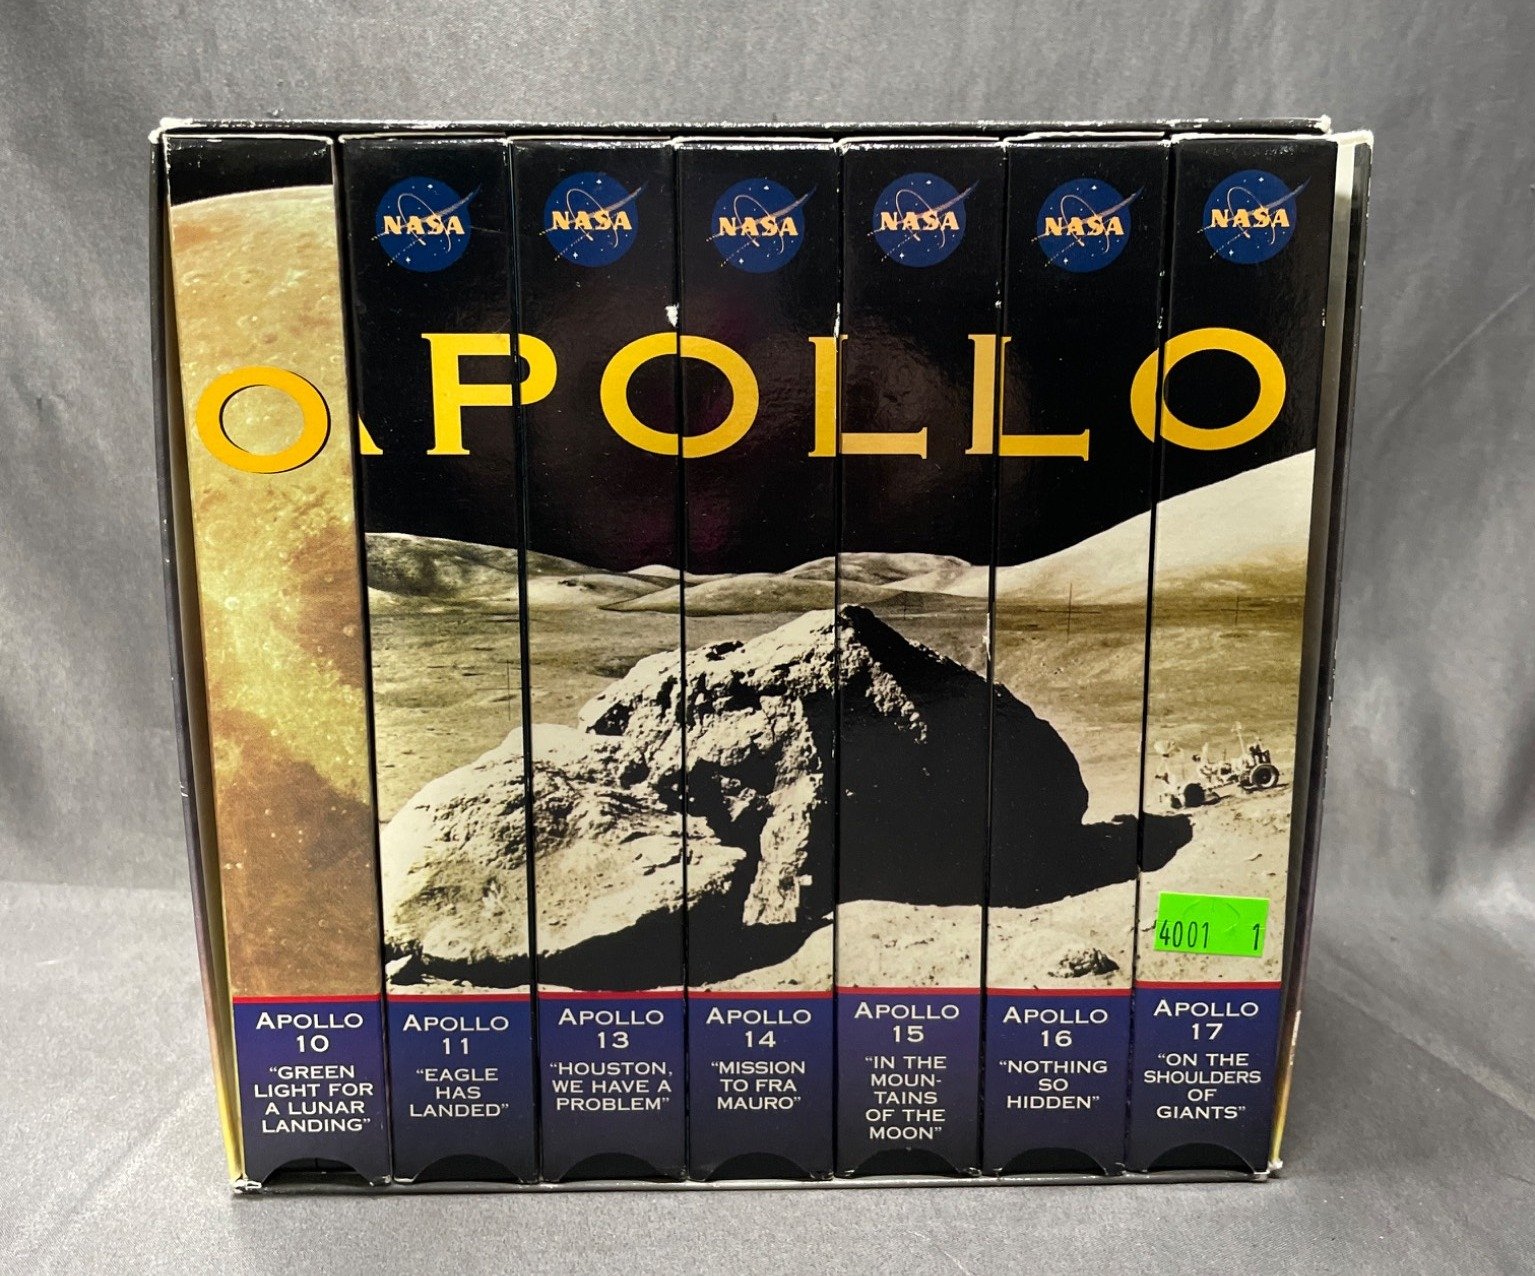 NASA
NASA
NASA
NASA
NASA
NASA
O
APOLLO
4001 1
APOLLO
10
"GREEN
LIGHT FOR
A LUNAR
LANDING"
APOLLO
11
"EAGLE
HAS
LANDED"
APOLLO
13
"HOUSTON,
WE HAVE A
PROBLEM"
APOLLO
14
"MISSION
TO FRA
MAURO"
APOLLO
15
"IN THE
MOUN-
TAINS
OF THE
MOON"
APOLLO
16
"NOTHING
SO
HIDDEN"
APOLLO
17
"ON THE
SHOULDERS
OF
GIANTS"